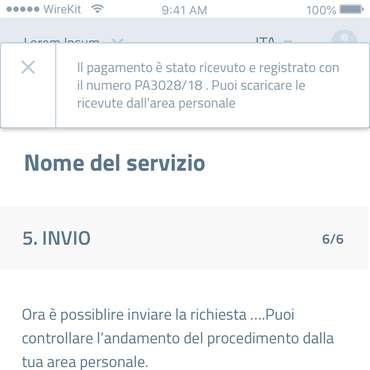 WireKit 9:41 AM 100%
Lorem Ipsum ITA
Il pagamento è stato ricevuto e registrato con
il numero PA3028/18 . Puoi scaricare le
ricevute dall'area personale
Nome del servizio
5. INVIO 6/6
Ora è possiblire inviare la richiesta ....Puoi
controllare l'andamento del procedimento dalla
tua area personale.